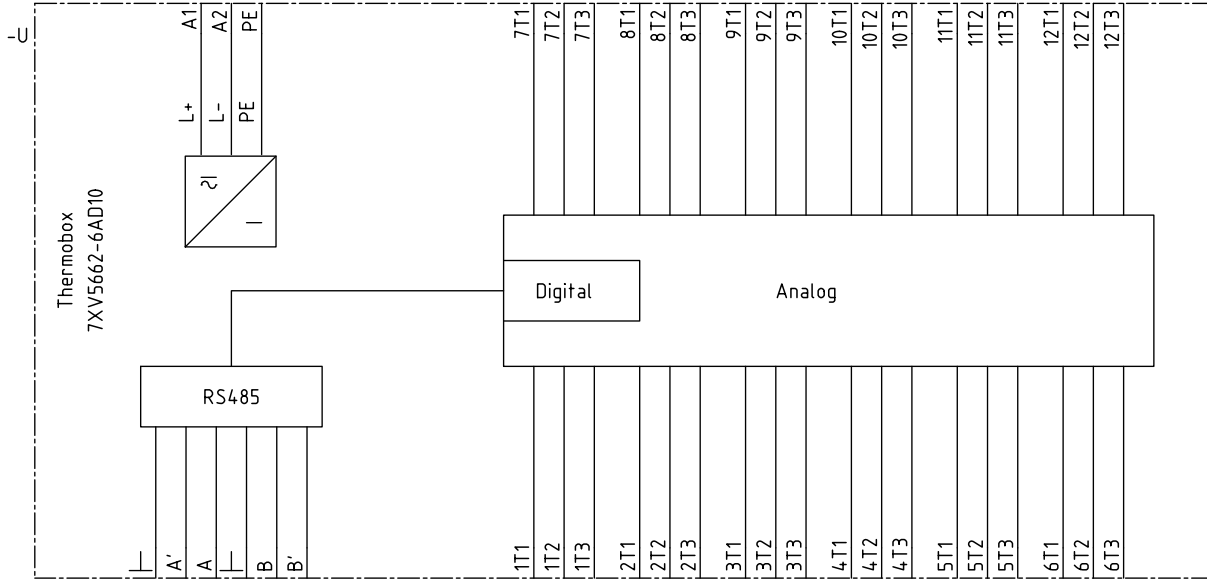 -U
A1
A2
PE
L+
L-
PE
7T1
7T2
7T3
8T1
8T2
8T3
9T1
9T2
9T3
10T1
10T2
10T3
11T1
11T2
11T3
12T1
12T2
12T3
Thermobox
7XV5662-6AD10
Digital
Analog
RS485
A'
A
B
B'
1T1
1T2
1T3
2T1
2T2
2T3
3T1
3T2
3T3
4T1
4T2
4T3
5T1
5T2
5T3
6T1
6T2
6T3